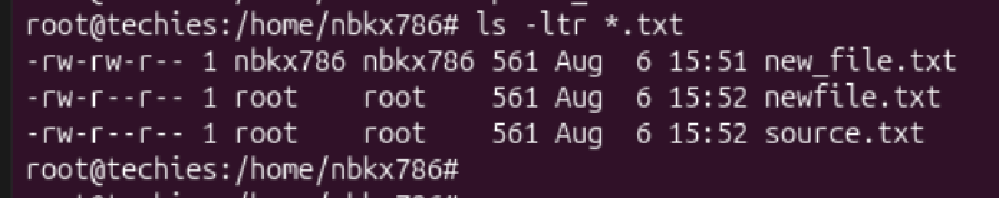 root@techies:/home/nbkx786# ls -ltr *.txt
-rw-rw-r-- 1 nbkx786 nbkx786 561 Aug  6 15:51 new_file.txt
-rw-r--r-- 1 root    root    561 Aug  6 15:52 newfile.txt
-rw-r--r-- 1 root    root    561 Aug  6 15:52 source.txt
root@techies:/home/nbkx786#